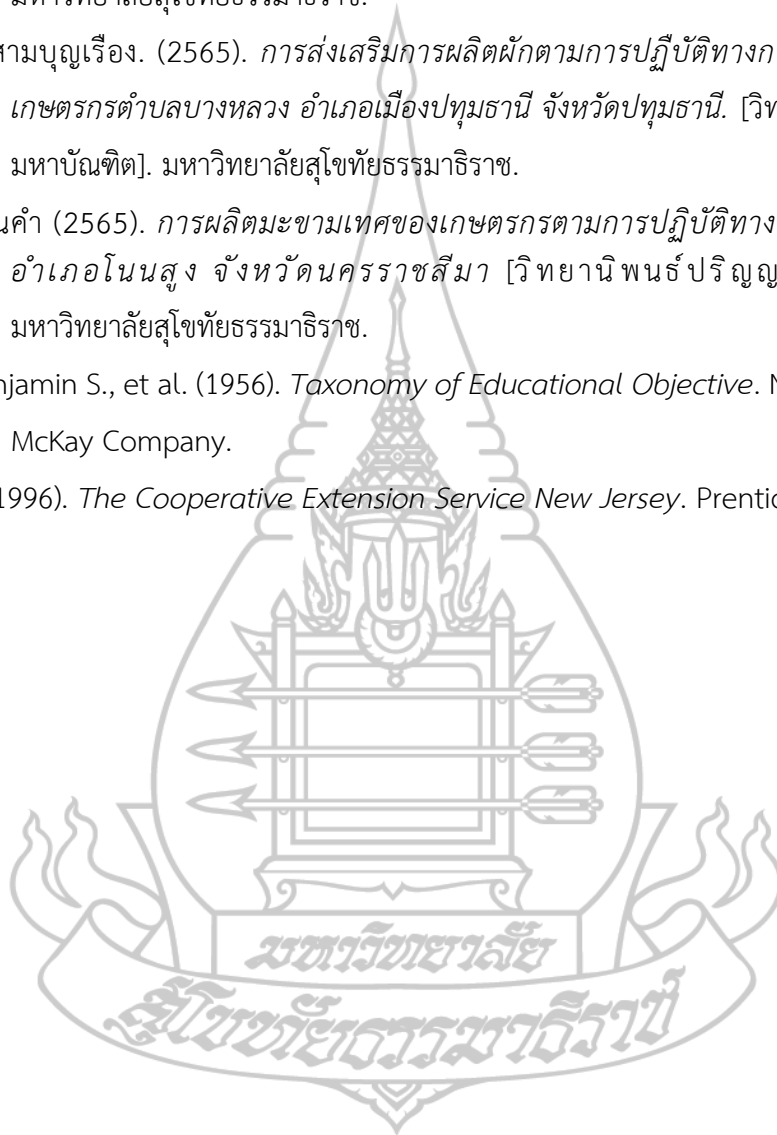 มหาวิทยาลัยสุโขทัยธรรมาธิราช.
สามบุญเรือง. (2565). การส่งเสริมการผลิตผักตามการปฏืบัติทางก
เกษตรกรตำบลบางหลวง อำเภอเมืองปทุมธานี จังหวัดปทุมธานี. [วิท
มหาบัณฑิต]. มหาวิทยาลัยสุโขทัยธรรมาธิราช.
นคำ (2565). การผลิตมะขามเทศของเกษตรกรตามการปฏิบัติทาง
อำเภอโนนสูง จังหวัดนครราชสีมา [วิทยานิพนธ์ปริญญ
มหาวิทยาลัยสุโขทัยธรรมาธิราช.
njamin S., et al. (1956). Taxonomy of Educational Objective. N
McKay Company.
1996). The Cooperative Extension Service New Jersey. Prentic
มหาวิทยาลัย
สุโขทัยธรรมาธิราช